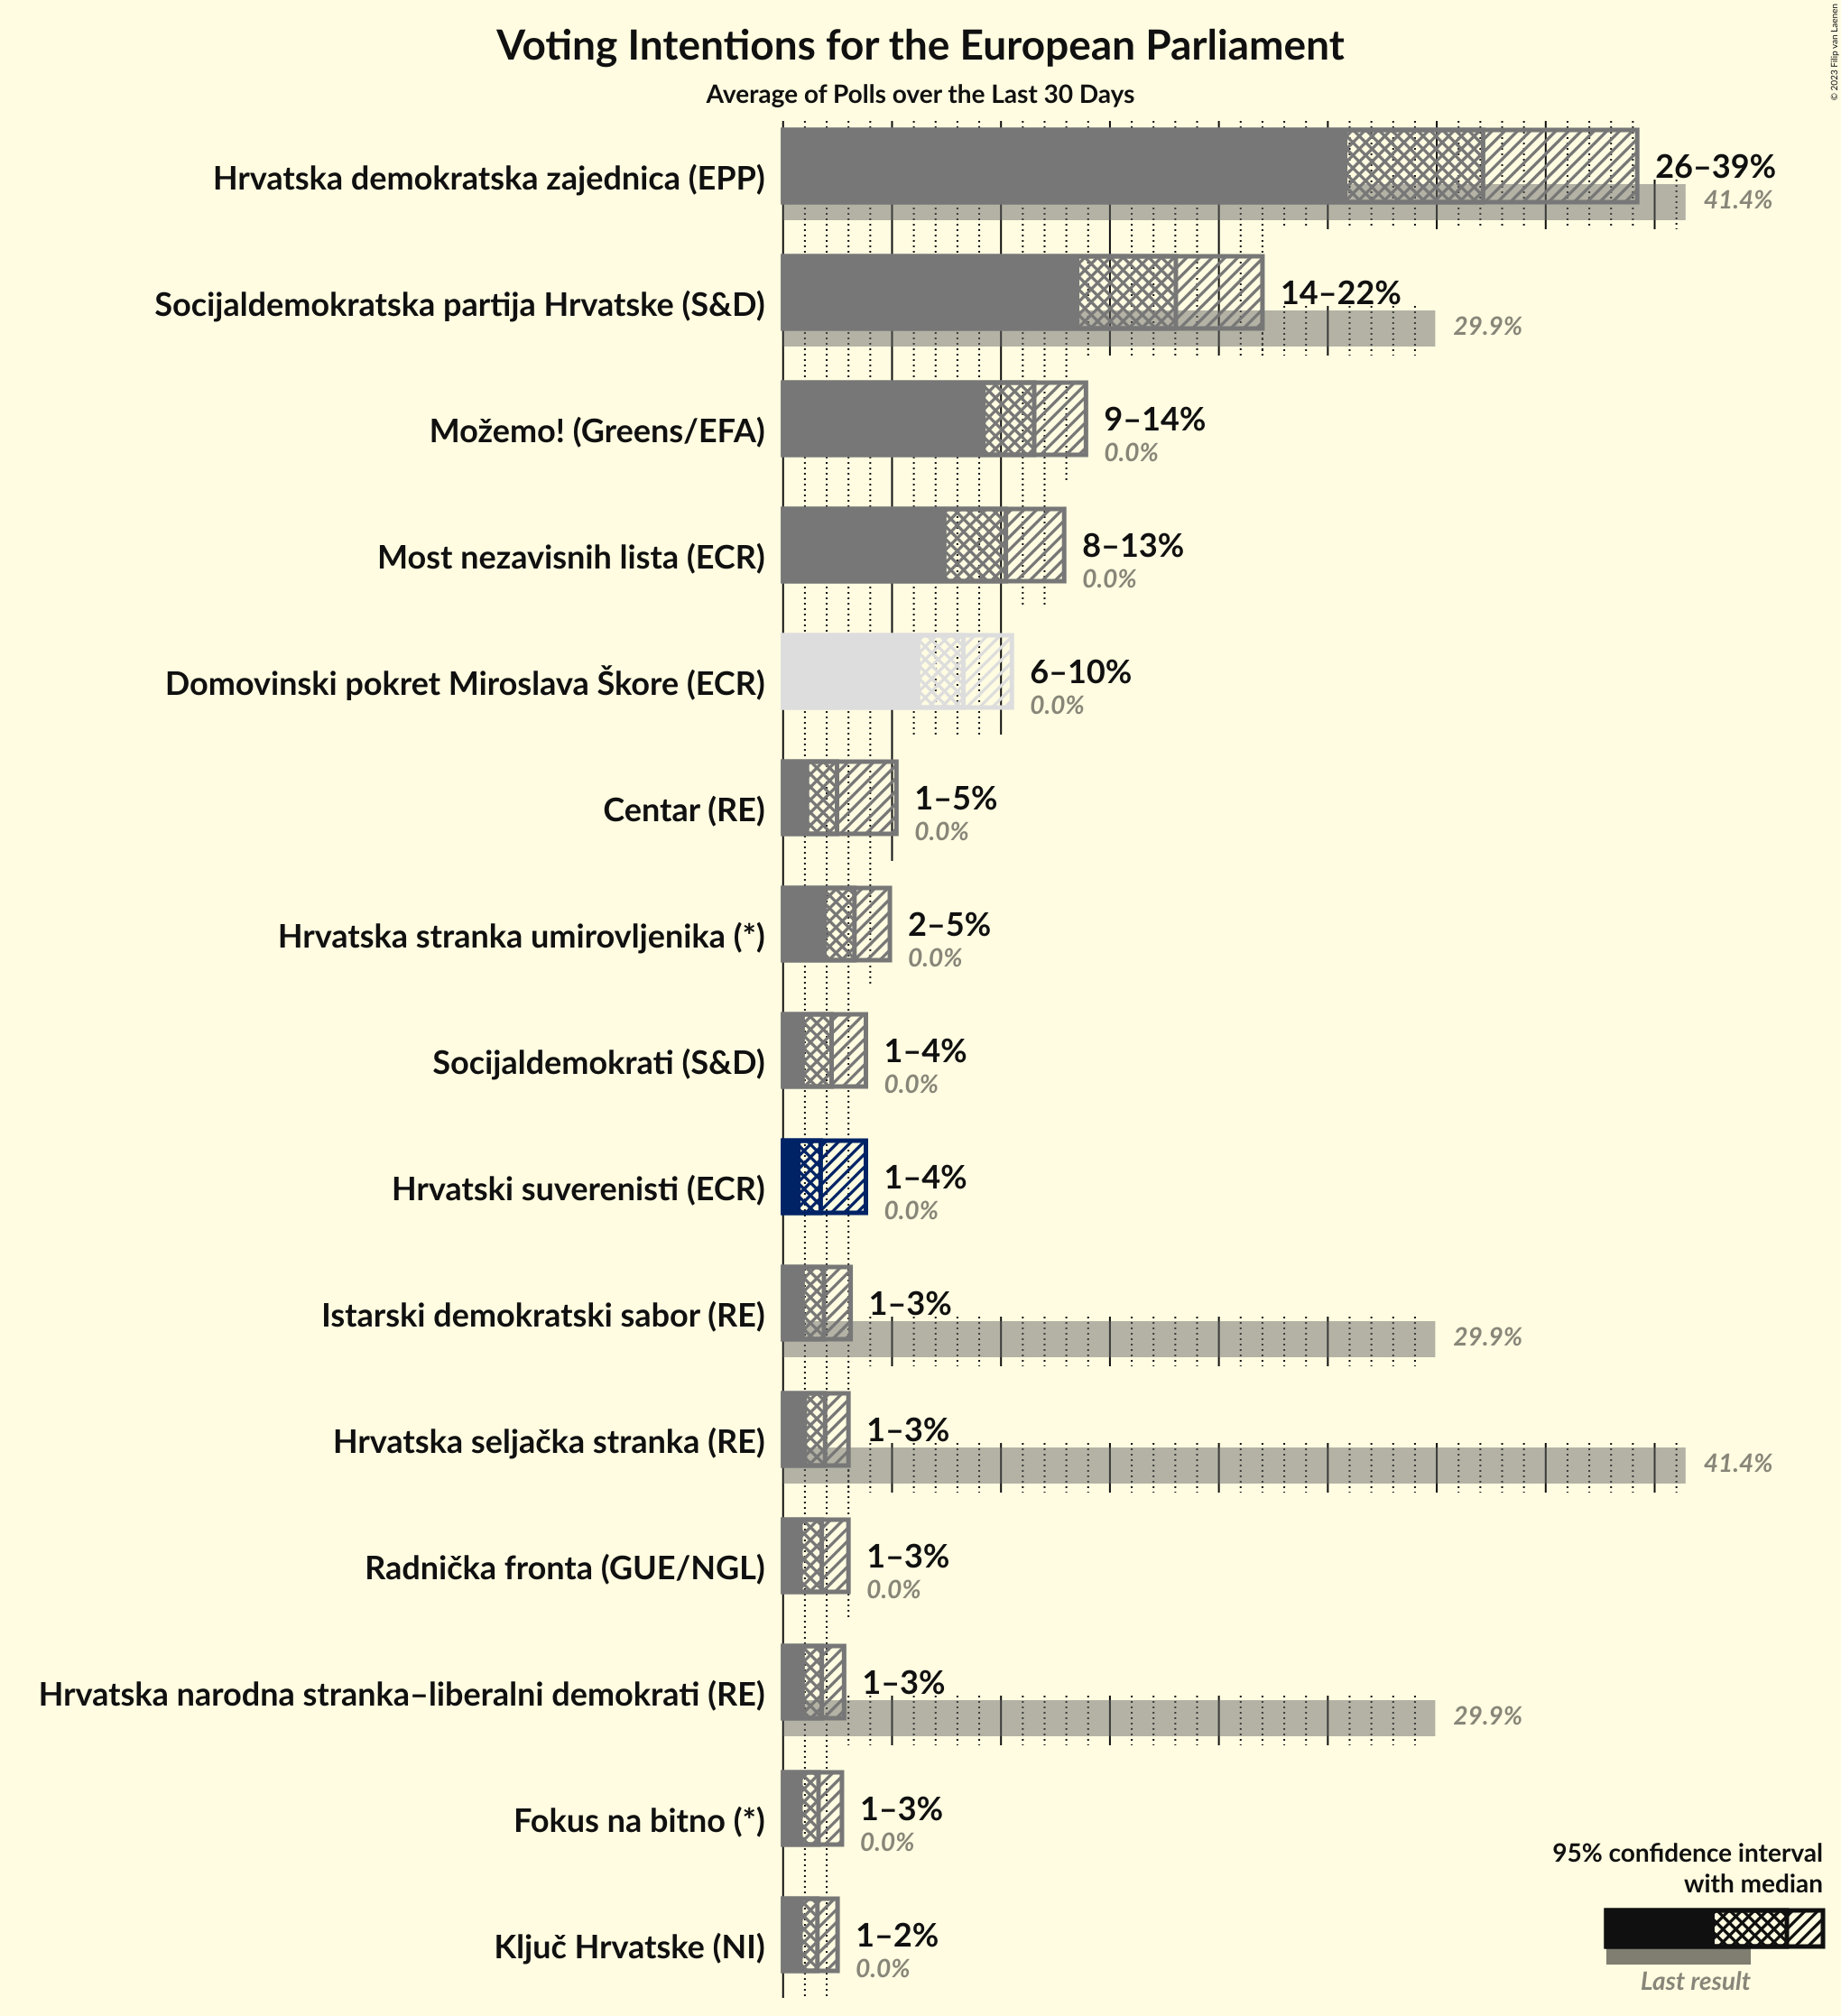 Voting Intentions for the European Parliament
Average of Polls over the Last 30 Days
© 2023 Filip van Laenen
Hrvatska demokratska zajednica (EPP)
26–39%
41.4%
Socijaldemokratska partija Hrvatske (S&D)
14–22%
29.9%
Možemo! (Greens/EFA)
9–14%
0.0%
Most nezavisnih lista (ECR)
8–13%
0.0%
Domovinski pokret Miroslava Škore (ECR)
6–10%
0.0%
Centar (RE)
1–5%
0.0%
Hrvatska stranka umirovljenika (*)
2–5%
0.0%
Socijaldemokrati (S&D)
1–4%
0.0%
Hrvatski suverenisti (ECR)
1–4%
0.0%
Istarski demokratski sabor (RE)
1–3%
29.9%
Hrvatska seljačka stranka (RE)
1–3%
41.4%
Radnička fronta (GUE/NGL)
1–3%
0.0%
Hrvatska narodna stranka–liberalni demokrati (RE)
1–3%
29.9%
Fokus na bitno (*)
1–3%
0.0%
Ključ Hrvatske (NI)
1–2%
0.0%
95% confidence interval
with median
Last result